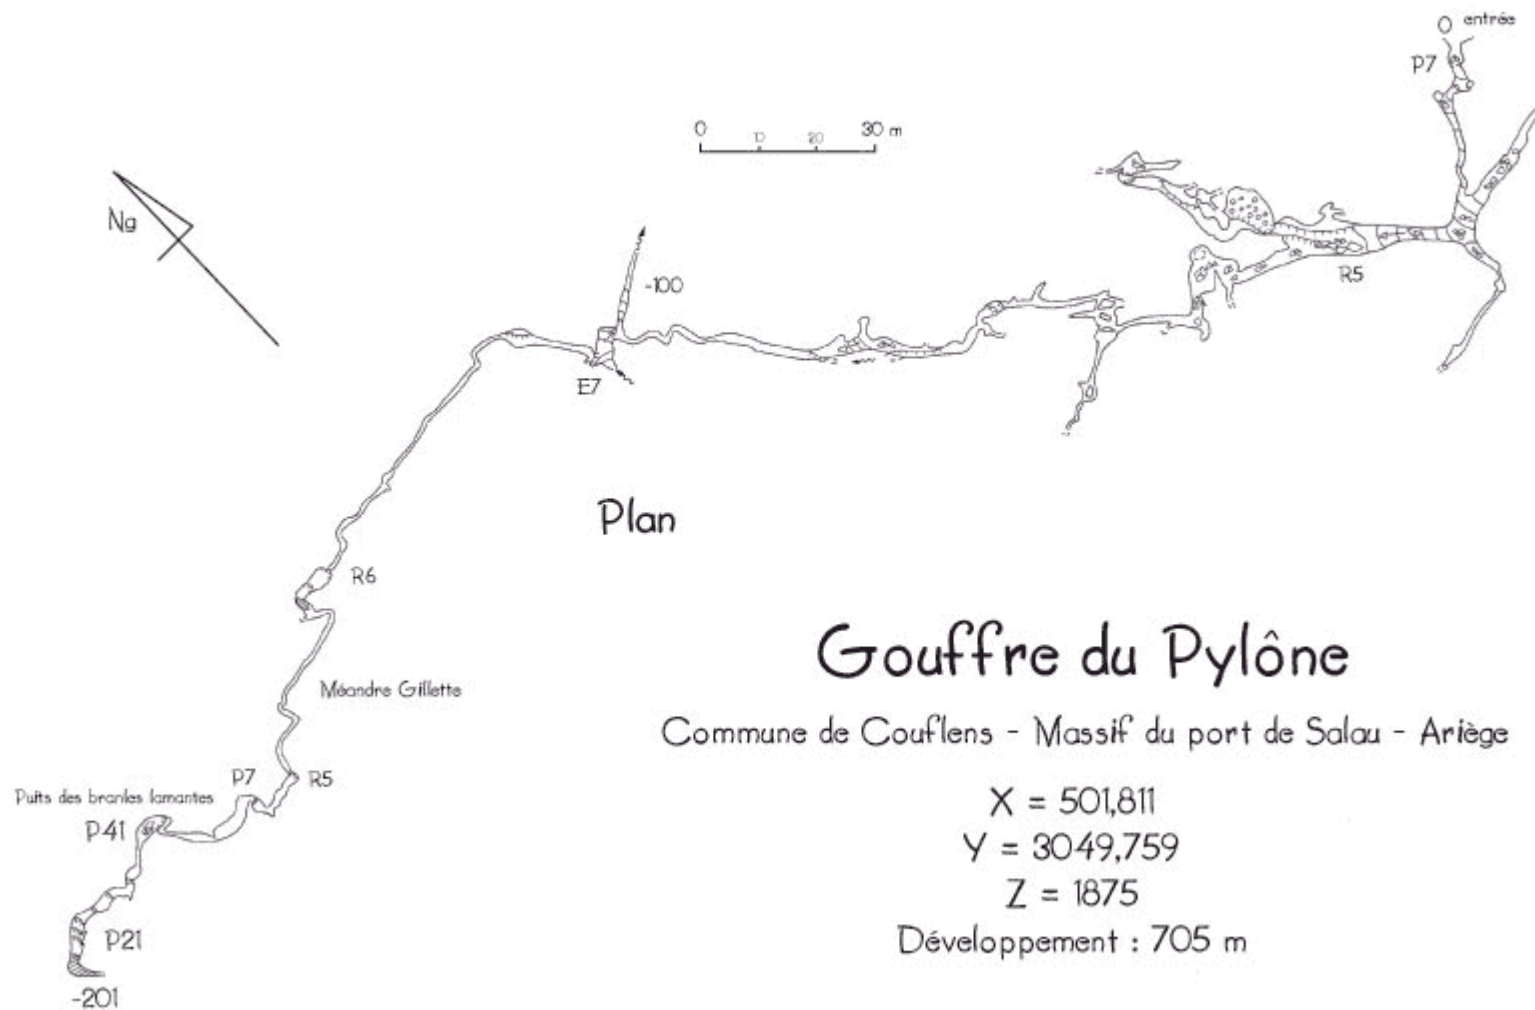 entrée
P7
0 10 20 30 m
Ng
-100
R5
E7
Plan
R6
Gouffre du Pylône
Méandre Gillette
Commune de Couflens - Massif du port de Salau - Ariège
P7
R5
Puits des branles lamantes
X = 501,811
P41
Y = 3049,759
Z = 1875
P21
Développement : 705 m
-201